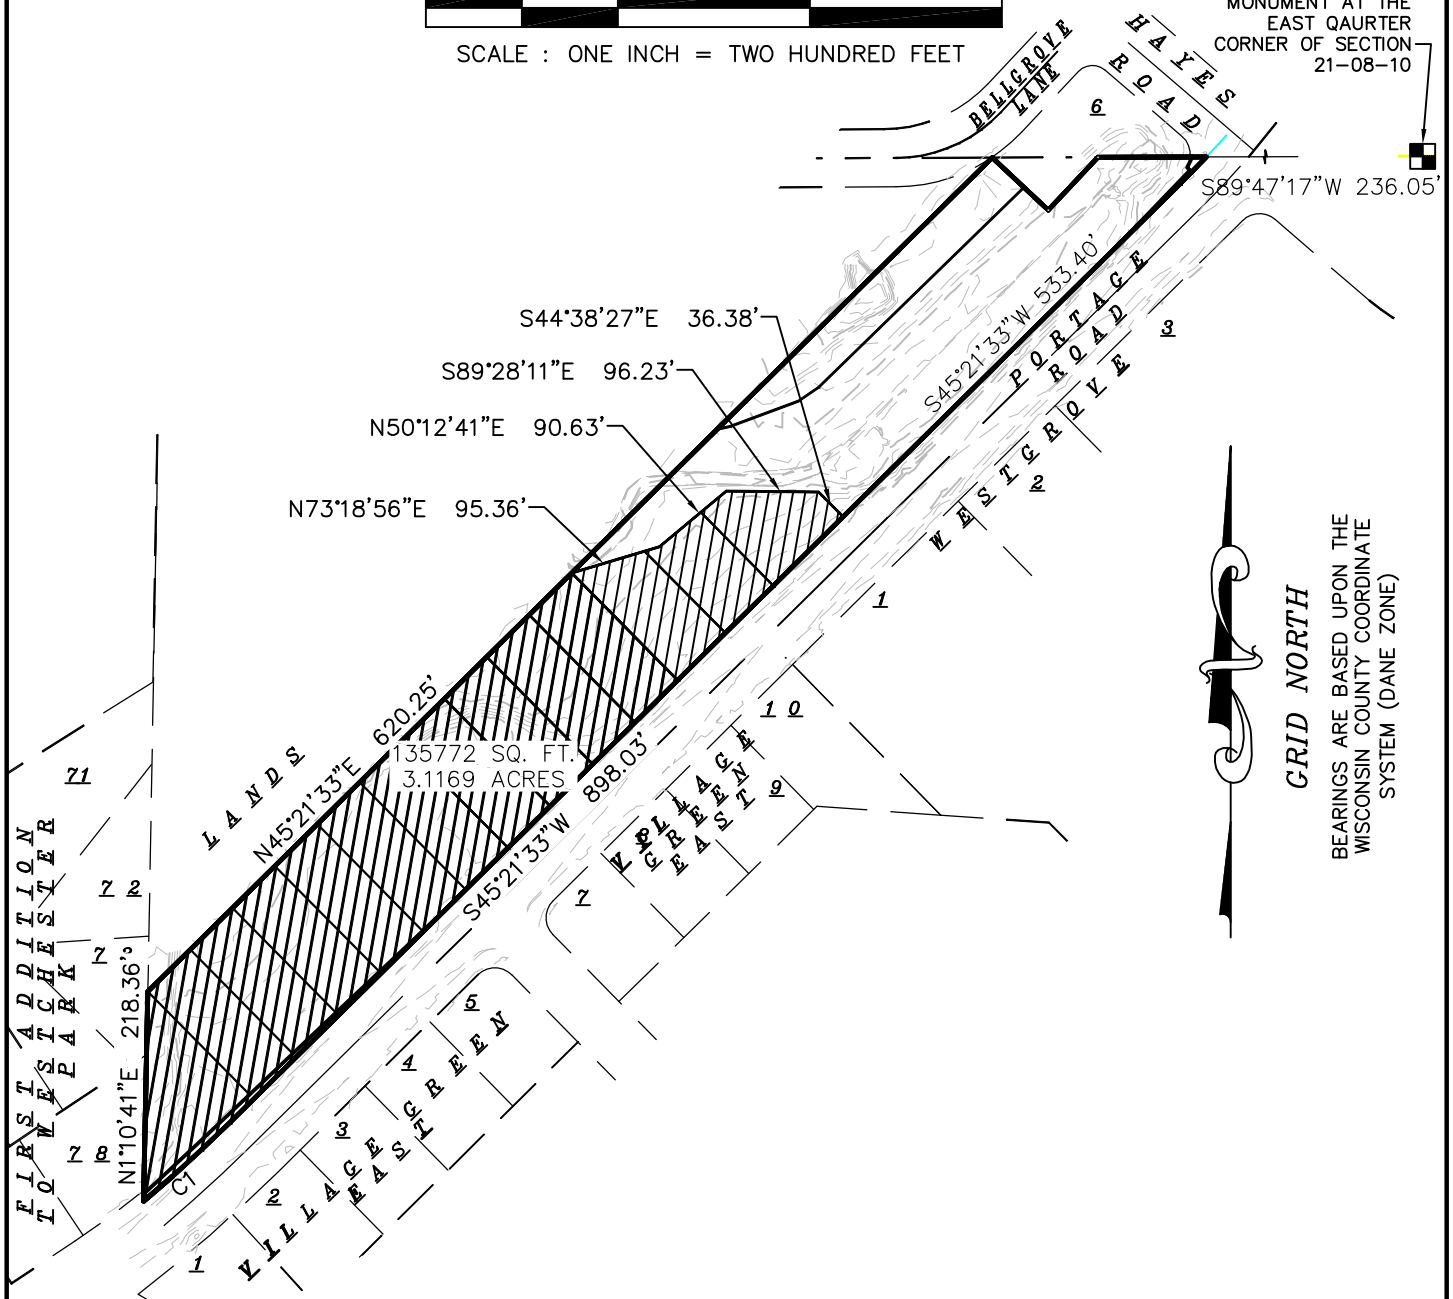 SCALE : ONE INCH = TWO HUNDRED FEET
MONUMENT AT THE
EAST QAURTER
CORNER OF SECTION
21-08-10
HAYES
ROAD
BELLGROVE
LANE
6
S89°47'17"W 236.05'
S44°38'27"E 36.38'
S89°28'11"E 96.23'
N50°12'41"E 90.63'
N73°18'56"E 95.36'
S45°21'33"W 533.40'
PORTAGE
ROAD
WESTGROVE
3
2
1
GRID NORTH
BEARINGS ARE BASED UPON THE
WISCONSIN COUNTY COORDINATE
SYSTEM (DANE ZONE)
LANDS
N45°21'33"E 620.25'
135772 SQ. FT.
3.1169 ACRES
S45°21'33"W 898.03'
10
9
8
7
VILLAGE
GREEN
EAST
71
72
7
78
FIRST ADDITION
TO WESTCHESTER
PARK
N1°10'41"E 218.36'
C1
5
4
3
2
1
VILLAGE GREEN
EAST